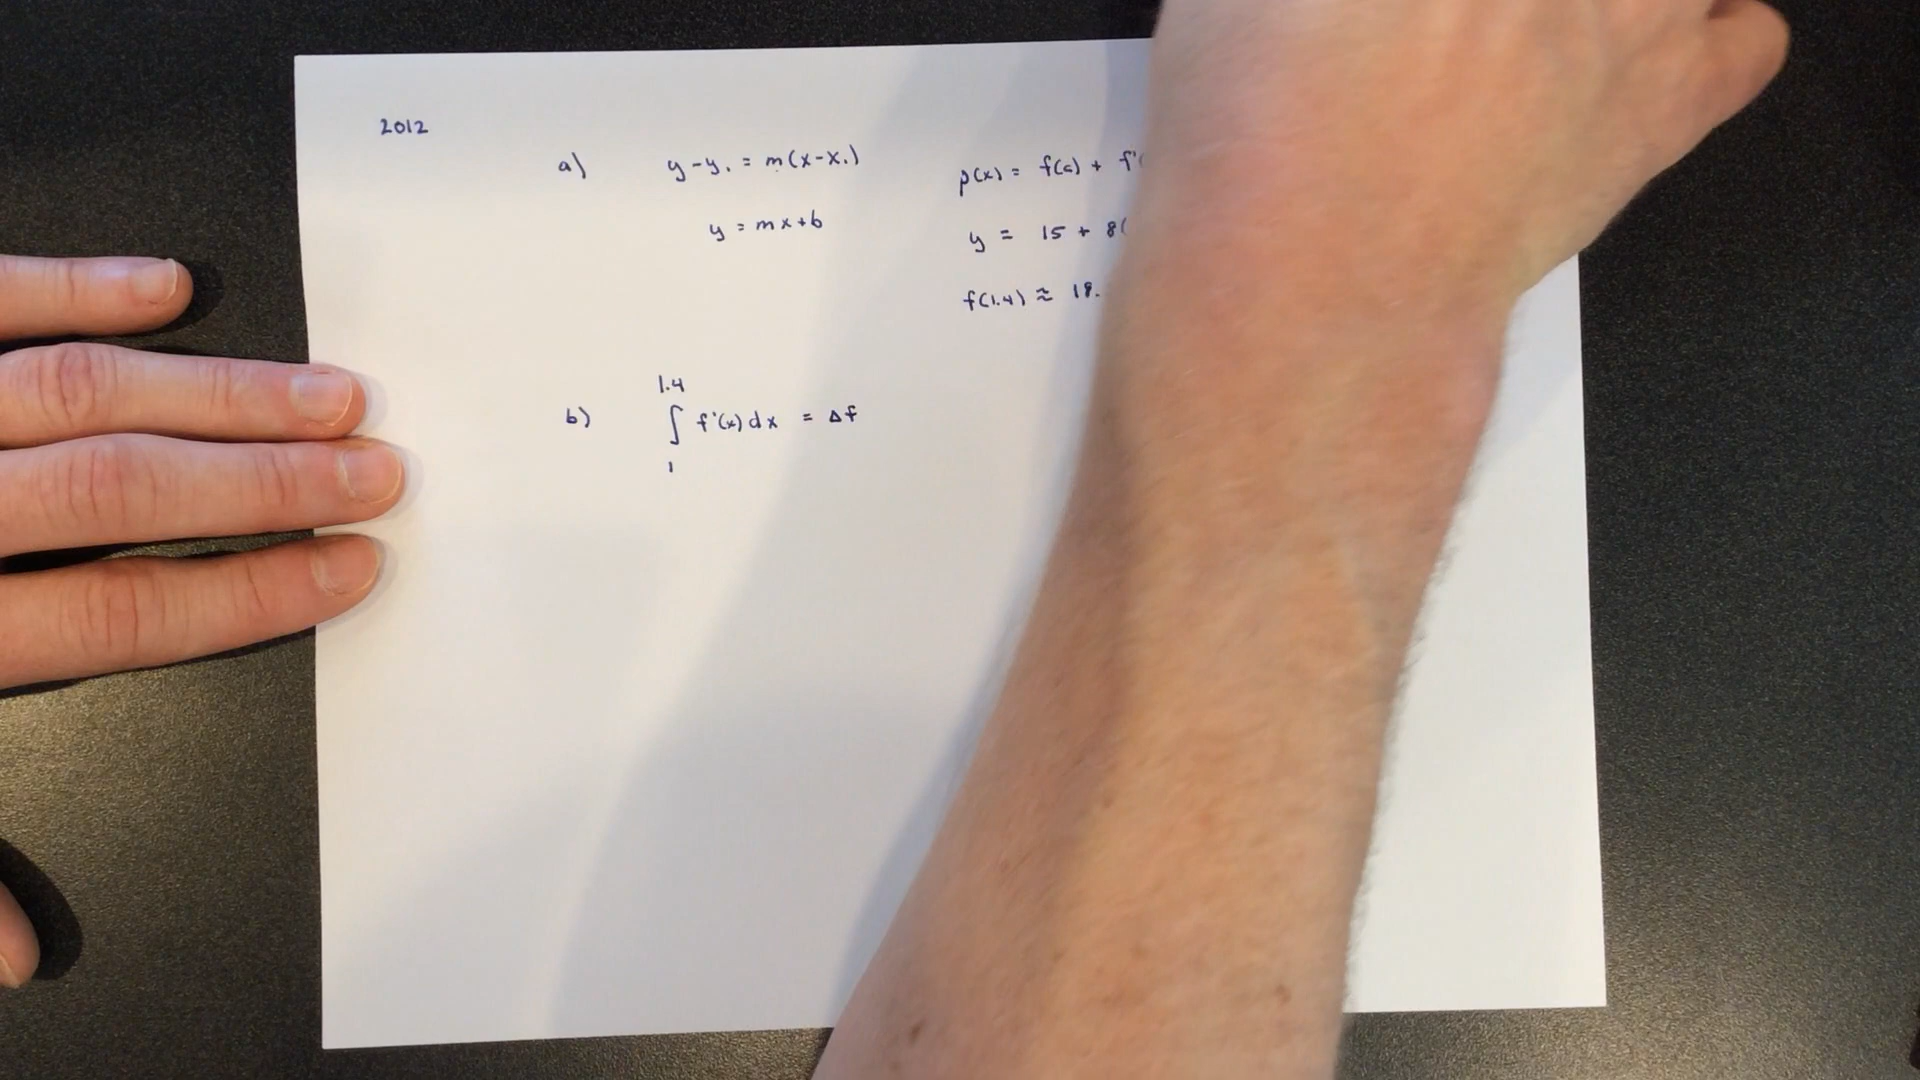 2012
a) y - y₁ = m(x-x₁)
y = mx+b
p(x) = f(c) + f'(
y = 15 + 8(
f(1.4) ≈ 18.
b) ∫₁^1.4 f'(x) dx = Δf